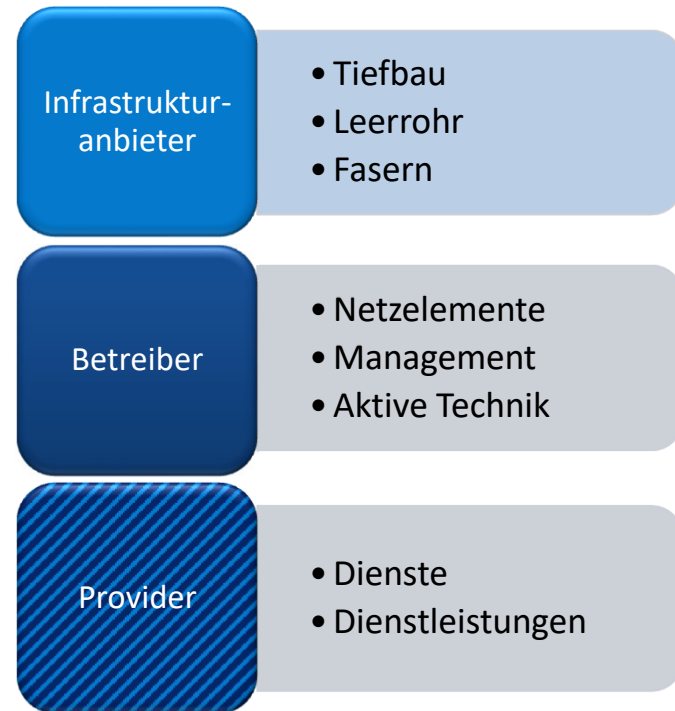 Infrastruktur-
anbieter
• Tiefbau
• Leerrohr
• Fasern
Betreiber
• Netzelemente
• Management
• Aktive Technik
Provider
• Dienste
• Dienstleistungen